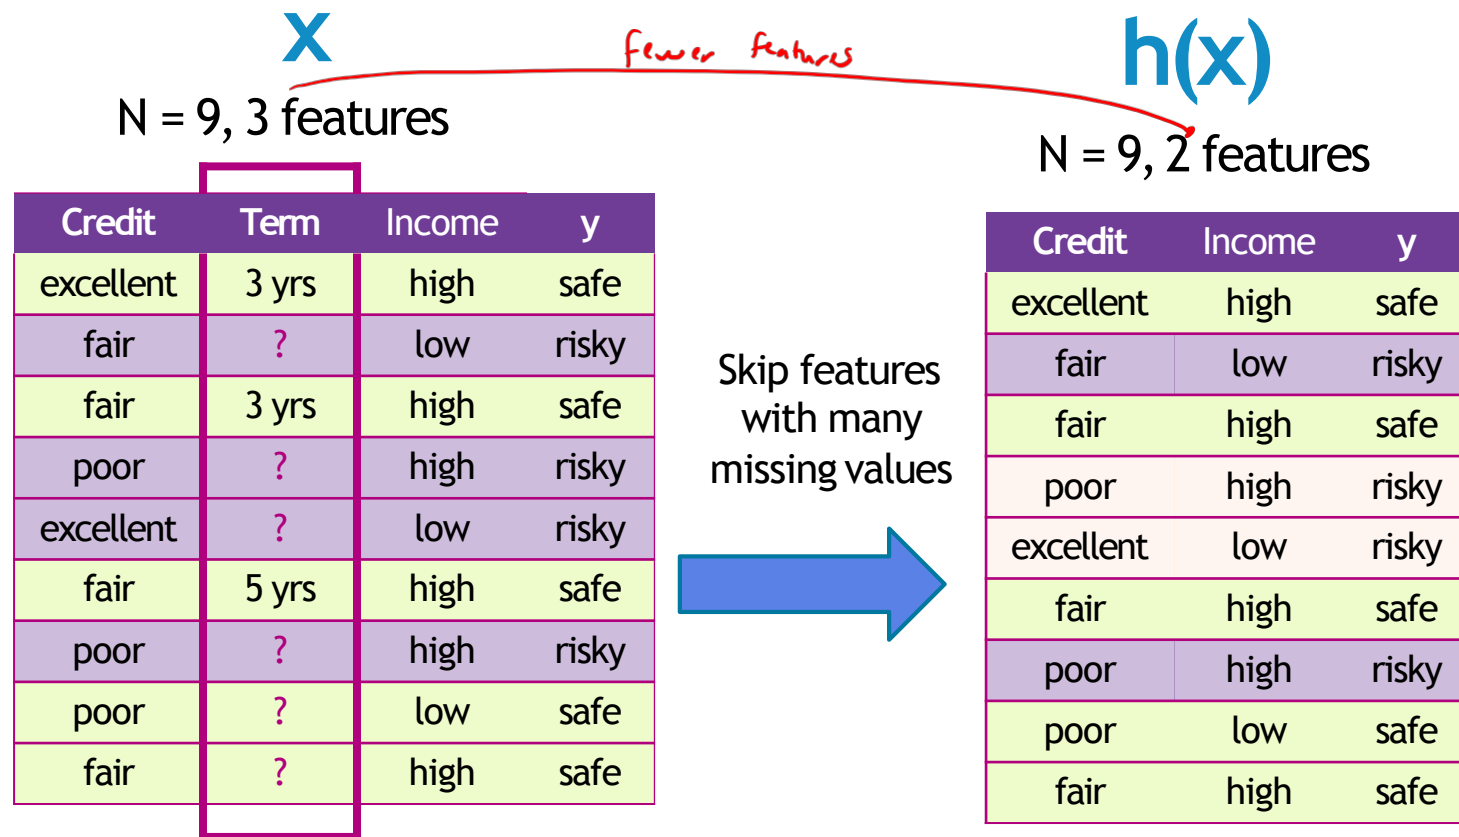 x
fewer features
h(x)
N = 9, 3 features
N = 9, 2 features
Credit Term Income y
excellent 3 yrs high safe
fair ? low risky
fair 3 yrs high safe
poor ? high risky
excellent ? low risky
fair 5 yrs high safe
poor ? high risky
poor ? low safe
fair ? high safe
Skip features
with many
missing values
Credit Income y
excellent high safe
fair low risky
fair high safe
poor high risky
excellent low risky
fair high safe
poor high risky
poor low safe
fair high safe